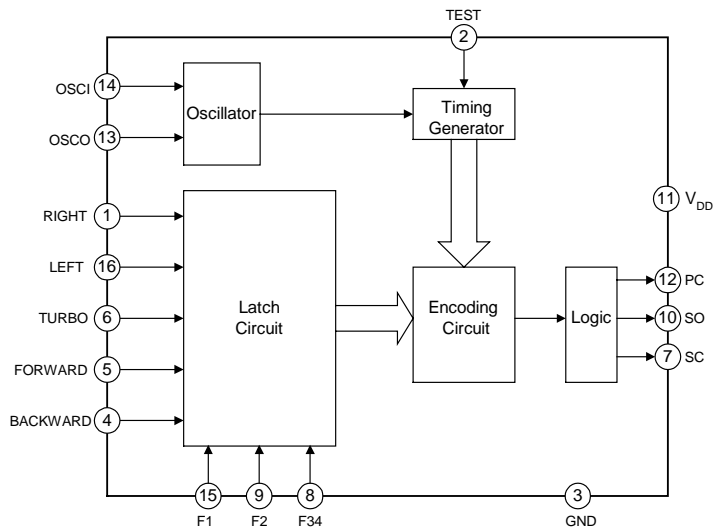 TEST
2
OSCI
14
Oscillator
Timing
Generator
OSCO
13
11
V_DD
RIGHT
1
LEFT
16
Latch
Circuit
Encoding
Circuit
Logic
12
PC
TURBO
6
10
SO
FORWARD
5
7
SC
BACKWARD
4
15
9
8
3
F1
F2
F34
GND